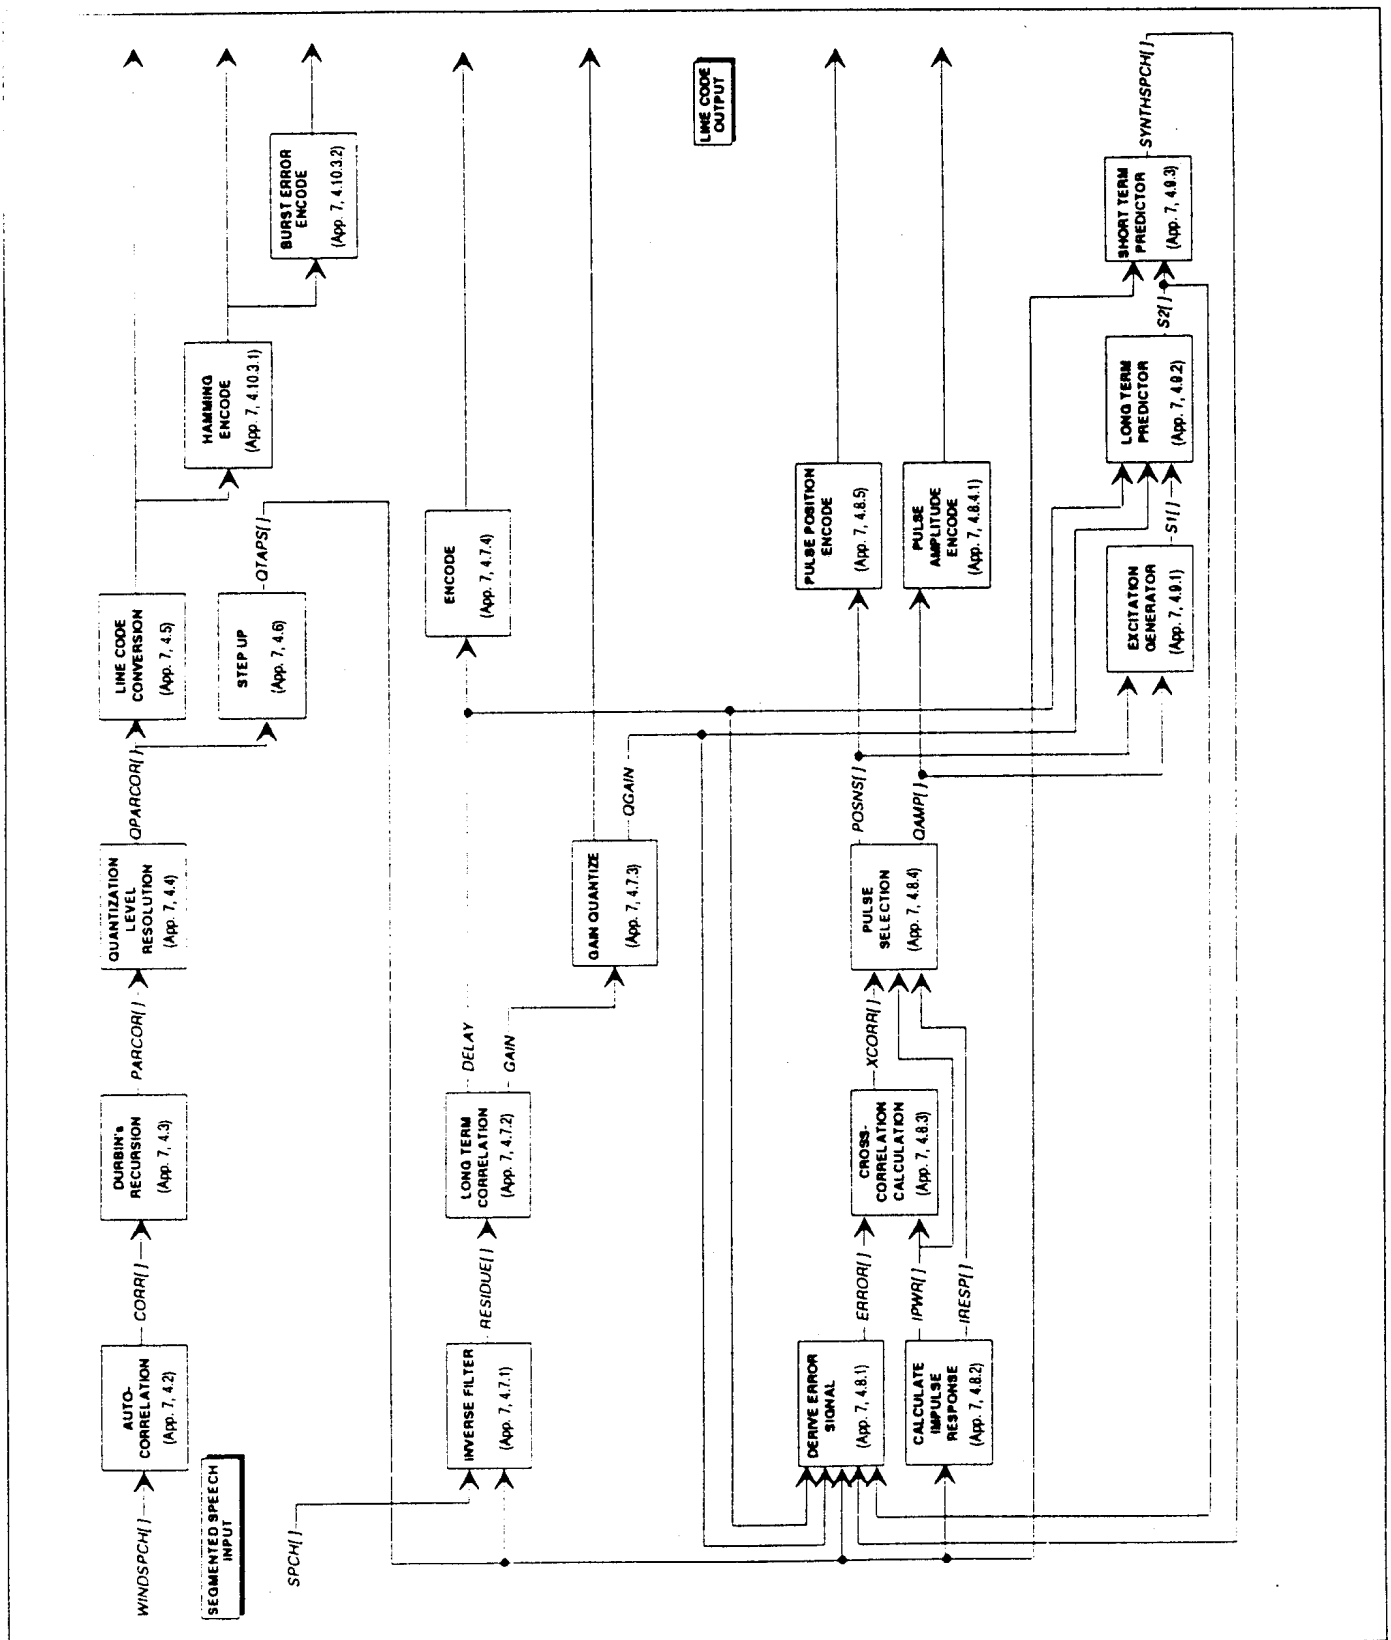 WINDSPCH[ ]
AUTO-
CORRELATION
(App. 7, 4.2)
CORR[ ]
DURBIN's
RECURSION
(App. 7, 4.3)
PARCOR[ ]
QUANTIZATION
LEVEL
RESOLUTION
(App. 7, 4.4)
QPARCOR[ ]
LINE CODE
CONVERSION
(App. 7, 4.5)
STEP UP
(App. 7, 4.6)
QTAPS[ ]
HAMMING
ENCODE
(App. 7, 4.10.3.1)
BURST ERROR
ENCODE
(App. 7, 4.10.3.2)
SEGMENTED SPEECH
INPUT
SPCH[ ]
INVERSE FILTER
(App. 7, 4.7.1)
RESIDUE[ ]
LONG TERM
CORRELATION
(App. 7, 4.7.2)
DELAY
GAIN
ENCODE
(App. 7, 4.7.4)
GAIN QUANTIZE
(App. 7, 4.7.3)
QGAIN
LINE CODE
OUTPUT
DERIVE ERROR
SIGNAL
(App. 7, 4.8.1)
ERROR[ ]
CALCULATE
IMPULSE
RESPONSE
(App. 7, 4.8.2)
IPWR[ ]
IRESP[ ]
CROSS-
CORRELATION
CALCULATION
(App. 7, 4.8.3)
XCORR[ ]
PULSE
SELECTION
(App. 7, 4.8.4)
POSNS[ ]
QAMP[ ]
PULSE POSITION
ENCODE
(App. 7, 4.8.5)
PULSE
AMPLITUDE
ENCODE
(App. 7, 4.8.4.1)
EXCITATION
GENERATOR
(App. 7, 4.9.1)
S1[ ]
LONG TERM
PREDICTOR
(App. 7, 4.9.2)
S2[ ]
SHORT TERM
PREDICTOR
(App. 7, 4.9.3)
SYNTHSPCH[ ]